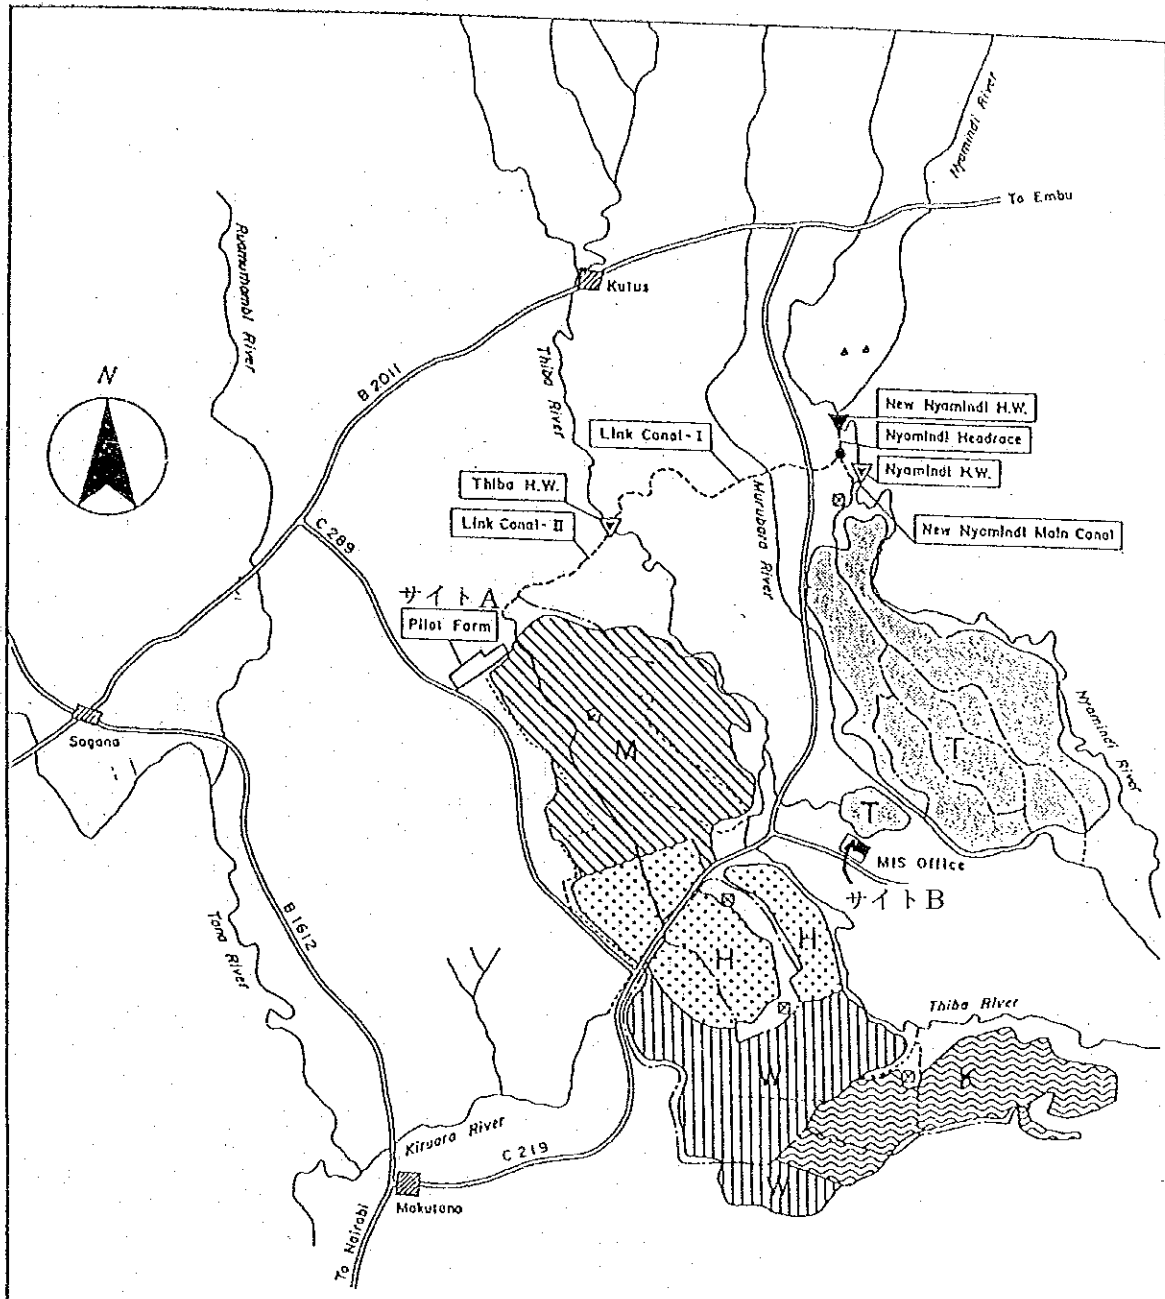 Nyamindi River
To Embu
Ruamumambi River
Kutus
N
Thiba River
B 2011
New Nyamindi H.W.
Link Canal-I
Nyamindi Headrace
Thiba H.W.
Nyamindi H.W.
Murubara River
Link Canal-II
New Nyamindi Main Canal
C 289
サイトA
Pilot Farm
Nyamindi River
Sagana
M
T
T
MIS Office
サイトB
B 1612
Tana River
H
H
Thiba River
W
K
Kiruara River
C 219
W
Makutano
To Nairobi